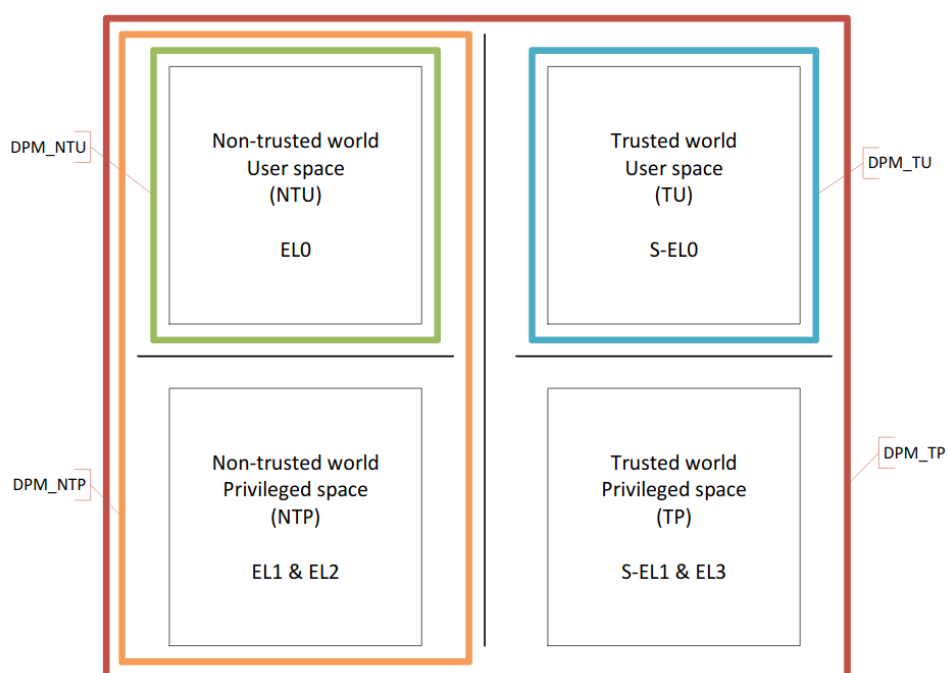 DPM_NTU
Non-trusted world
User space
(NTU)
EL0
Trusted world
User space
(TU)
S-EL0
DPM_TU
DPM_NTP
Non-trusted world
Privileged space
(NTP)
EL1 & EL2
Trusted world
Privileged space
(TP)
S-EL1 & EL3
DPM_TP